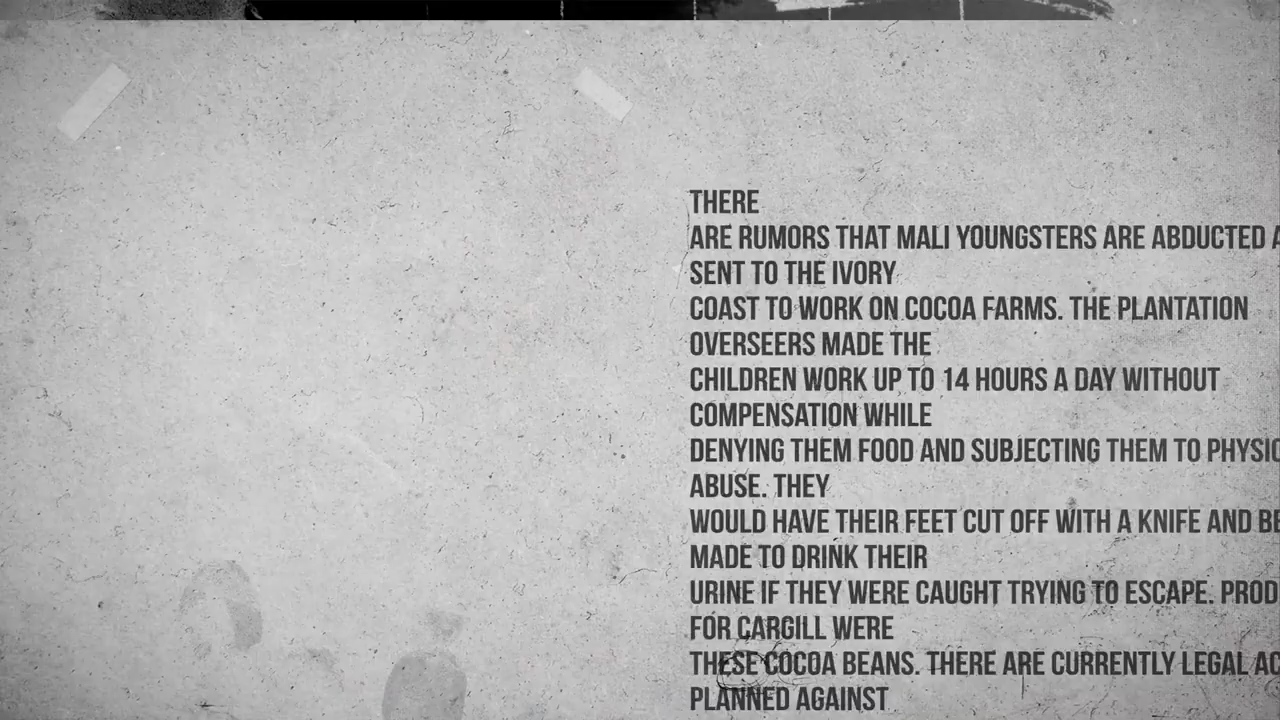 THERE
ARE RUMORS THAT MALI YOUNGSTERS ARE ABDUCTED
SENT TO THE IVORY
COAST TO WORK ON COCOA FARMS. THE PLANTATION
OVERSEERS MADE THE
CHILDREN WORK UP TO 14 HOURS A DAY WITHOUT
COMPENSATION WHILE
DENYING THEM FOOD AND SUBJECTING THEM TO
ABUSE. THEY
WOULD HAVE THEIR FEET CUT OFF WITH A KNIFE AND
MADE TO DRINK THEIR
URINE IF THEY WERE CAUGHT TRYING TO ESCAPE.
FOR CARGILL WERE
THESE COCOA BEANS. THERE ARE CURRENTLY LEGAL
PLANNED AGAINST